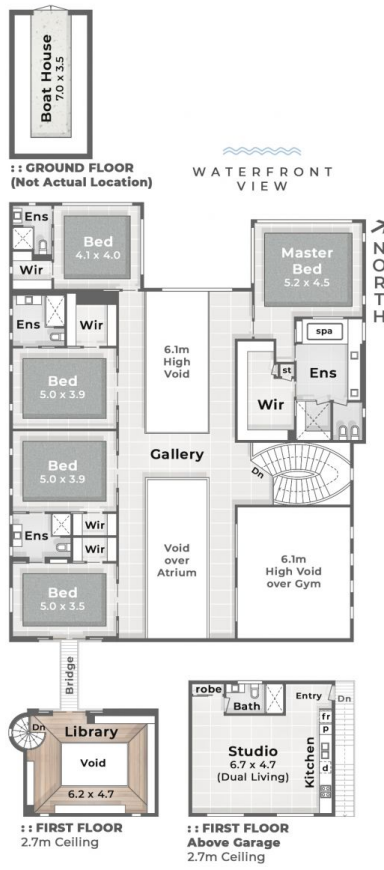 Boat House
7.0 x 3.5
:: GROUND FLOOR
(Not Actual Location)
WATERFRONT
VIEW
NORTH
Ens
Bed
4.1 x 4.0
Wir
Master
Bed
5.2 x 4.5
Ens
Wir
6.1m
High
Void
spa
st
Ens
Wir
Bed
5.0 x 3.9
Gallery
Dn
Bed
5.0 x 3.9
Wir
Ens
Wir
Void
over
Atrium
6.1m
High Void
over Gym
Bed
5.0 x 3.5
Bridge
Dn
Library
Void
6.2 x 4.7
:: FIRST FLOOR
2.7m Ceiling
robe
Bath
Entry
Dn
fr
P
d
Kitchen
Studio
6.7 x 4.7
(Dual Living)
:: FIRST FLOOR
Above Garage
2.7m Ceiling